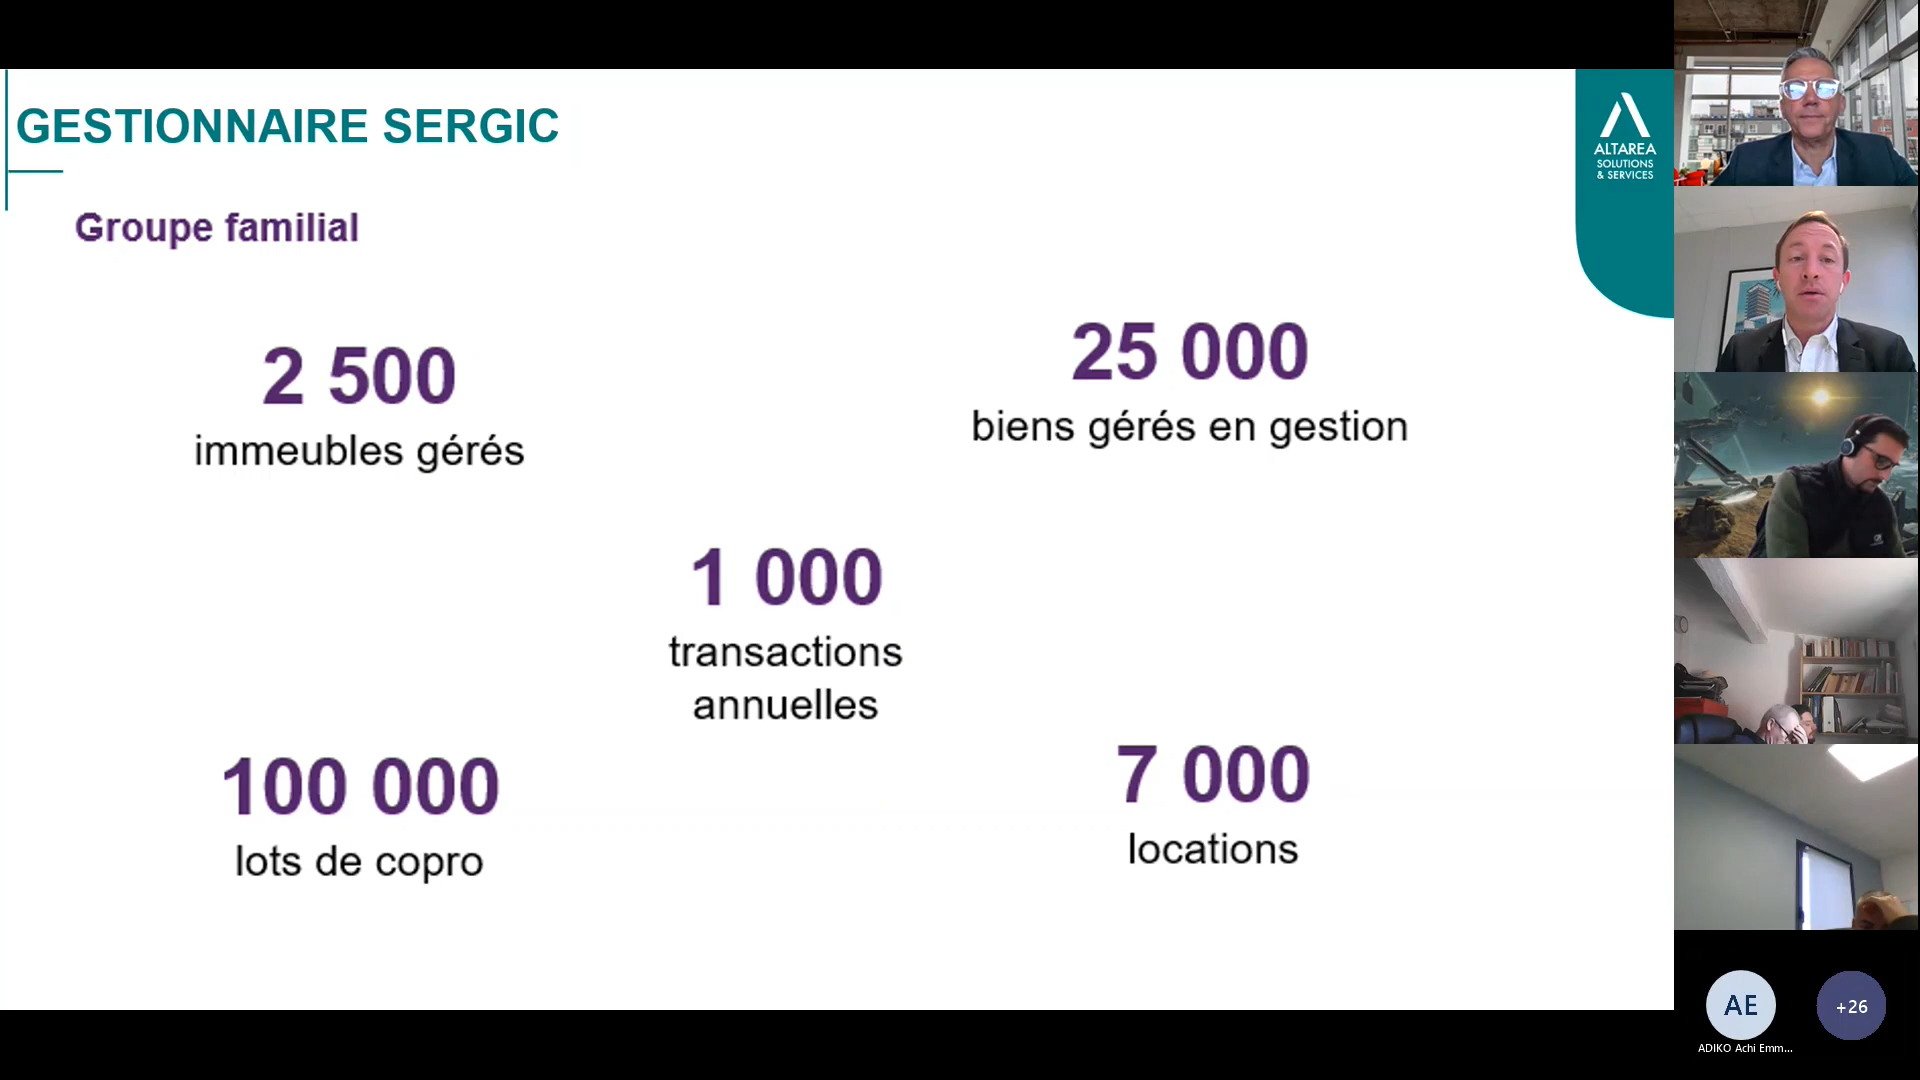 GESTIONNAIRE SERGIC
ALTAREA
SOLUTIONS
& SERVICES
Groupe familial
2 500
immeubles gérés
25 000
biens gérés en gestion
1 000
transactions
annuelles
100 000
lots de copro
7 000
locations
AE
+26
ADIKO Achi Emm...